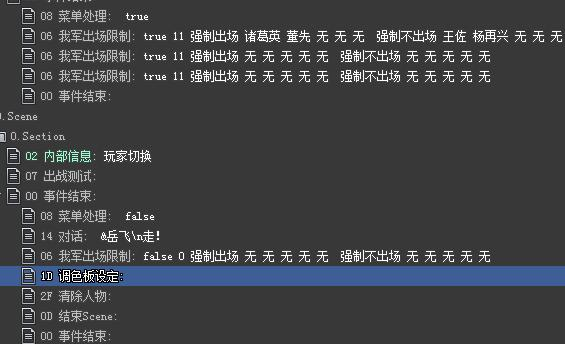 08 菜单处理: true
06 我军出场限制: true 11 强制出场 诸葛英 董先 无 无 无 强制不出场 王佐 杨再兴 无 无 无
06 我军出场限制: true 11 强制出场 无 无 无 无 无 强制不出场 无 无 无 无 无
06 我军出场限制: true 11 强制出场 无 无 无 无 无 强制不出场 无 无 无 无 无
00 事件结束:
0.Scene
0.Section
02 内部信息: 玩家切换
07 出战测试:
00 事件结束:
08 菜单处理: false
14 对话: &岳飞\n走!
06 我军出场限制: false 0 强制出场 无 无 无 无 无 强制不出场 无 无 无 无 无
1D 调色板设定:
2F 清除人物:
0D 结束Scene:
00 事件结束: